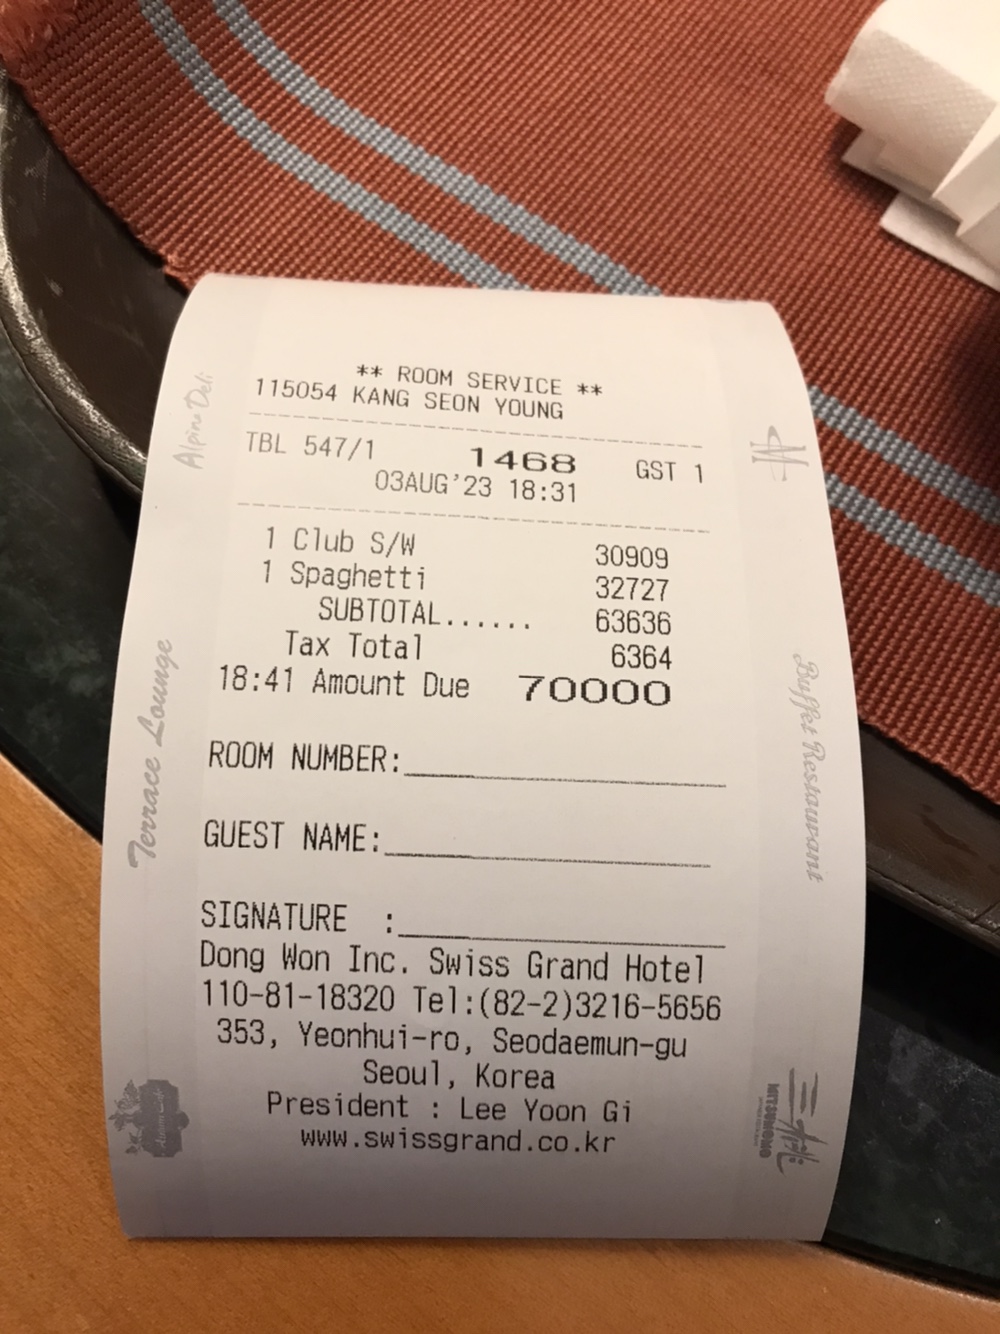 ** ROOM SERVICE **
115054 KANG SEON YOUNG
TBL 547/1 1468 GST 1
03AUG'23 18:31
1 Club S/W 30909
1 Spaghetti 32727
SUBTOTAL...... 63636
Tax Total 6364
18:41 Amount Due 70000
ROOM NUMBER:
GUEST NAME:
SIGNATURE :
Dong Won Inc. Swiss Grand Hotel
110-81-18320 Tel:(82-2)3216-5656
353, Yeonhui-ro, Seodaemun-gu
Seoul, Korea
President : Lee Yoon Gi
www.swissgrand.co.kr
Alpine Deli
Terrace Lounge
Buffet Restaurant